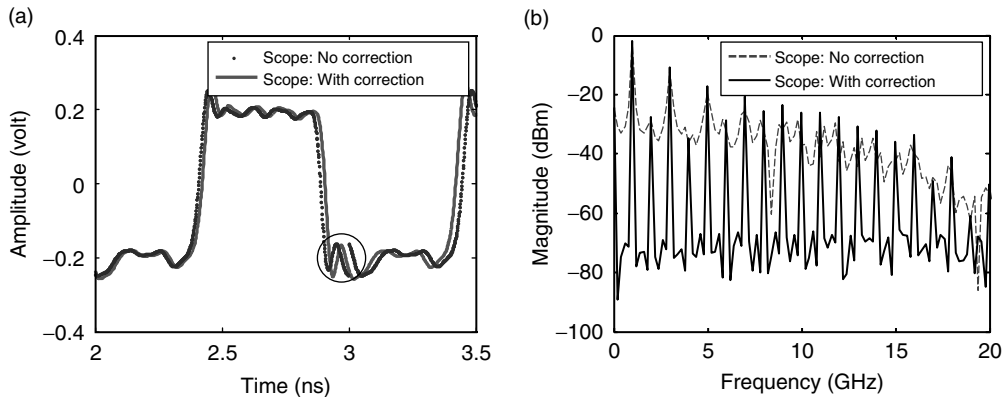 (a)
0.4
0.2
0
−0.2
−0.4
Amplitude (volt)
Scope: No correction
Scope: With correction
2
2.5
3
3.5
Time (ns)
(b)
0
−20
−40
−60
−80
−100
Magnitude (dBm)
Scope: No correction
Scope: With correction
0
5
10
15
20
Frequency (GHz)